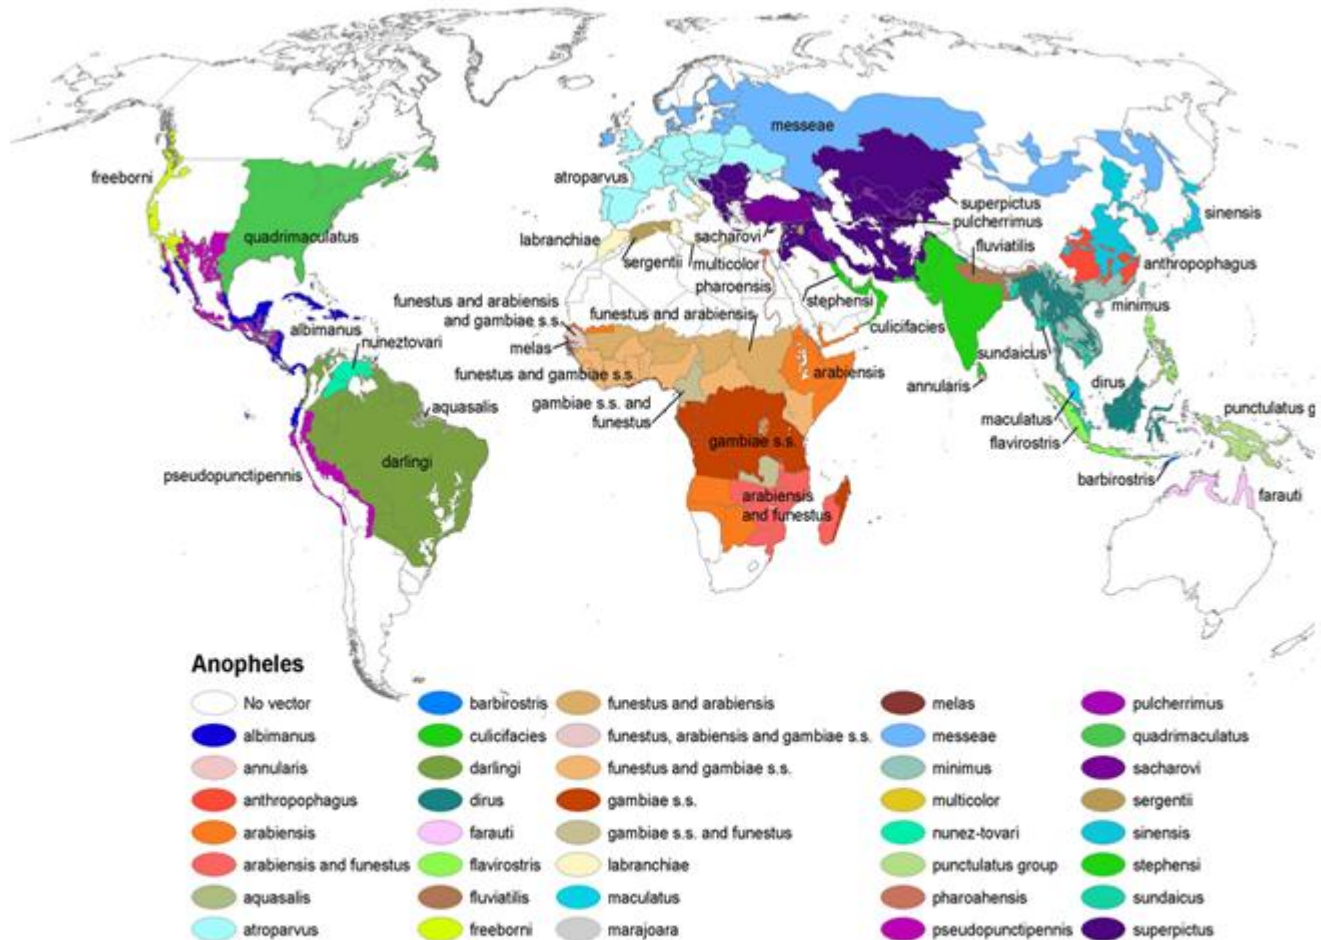 messeae
freeborni
atroparvus
superpictus
pulcherrimus
sinensis
quadrimaculatus
labranchiae
sacharovi
fluviatilis
sergentii
multicolor
anthropophagus
pharoensis
funestus and arabiensis
and gambiae s.s.
stephensi
minimus
funestus and arabiensis
albimanus
culicifacies
nuneztovari
melas
sundaicus
funestus and gambiae s.s.
arabiensis
annularis
dirus
aquasalis
gambiae s.s. and
funestus
maculatus
punctulatus g
gambiae s.s.
flavirostris
darlingi
pseudopunctipennis
barbirostris
arabiensis
and funestus
farauti
Anopheles
No vector
albimanus
annularis
anthropophagus
arabiensis
arabiensis and funestus
aquasalis
atroparvus
barbirostris
culicifacies
darlingi
dirus
farauti
flavirostris
fluviatilis
freeborni
funestus and arabiensis
funestus, arabiensis and gambiae s.s.
funestus and gambiae s.s.
gambiae s.s.
gambiae s.s. and funestus
labranchiae
maculatus
marajoara
melas
messeae
minimus
multicolor
nunez-tovari
punctulatus group
pharoahensis
pseudopunctipennis
pulcherrimus
quadrimaculatus
sacharovi
sergentii
sinensis
stephensi
sundaicus
superpictus